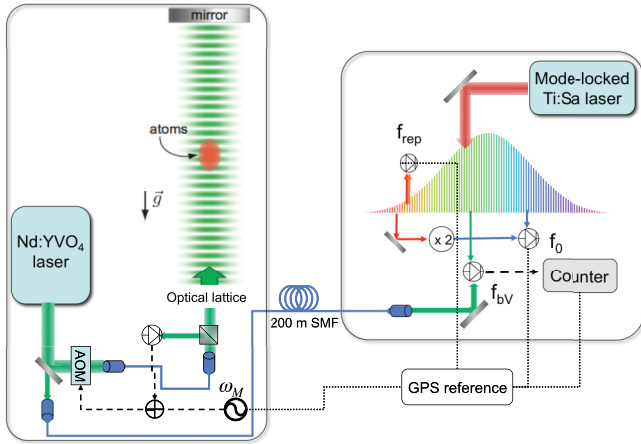 mirror
atoms
g
Nd:YVO4
laser
Optical lattice
AOM
ωM
200 m SMF
Mode-locked
Ti:Sa laser
frep
x 2
f0
fbV
Counter
GPS reference